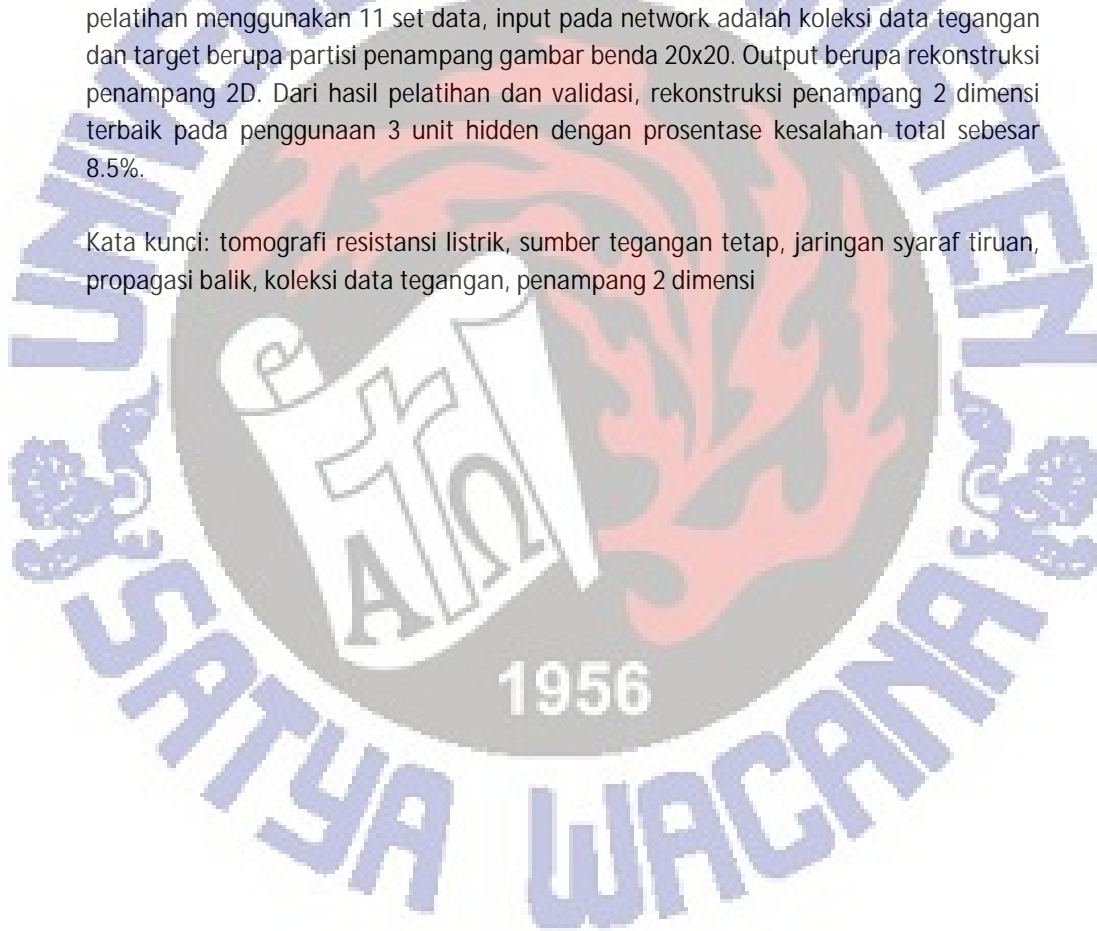 pelatihan menggunakan 11 set data, input pada network adalah koleksi data tegangan
dan target berupa partisi penampang gambar benda 20x20. Output berupa rekonstruksi
penampang 2D. Dari hasil pelatihan dan validasi, rekonstruksi penampang 2 dimensi
terbaik pada penggunaan 3 unit hidden dengan prosentase kesalahan total sebesar
8.5%.
Kata kunci: tomografi resistansi listrik, sumber tegangan tetap, jaringan syaraf tiruan,
propagasi balik, koleksi data tegangan, penampang 2 dimensi
Α Ω
1956
SATYA WACANA